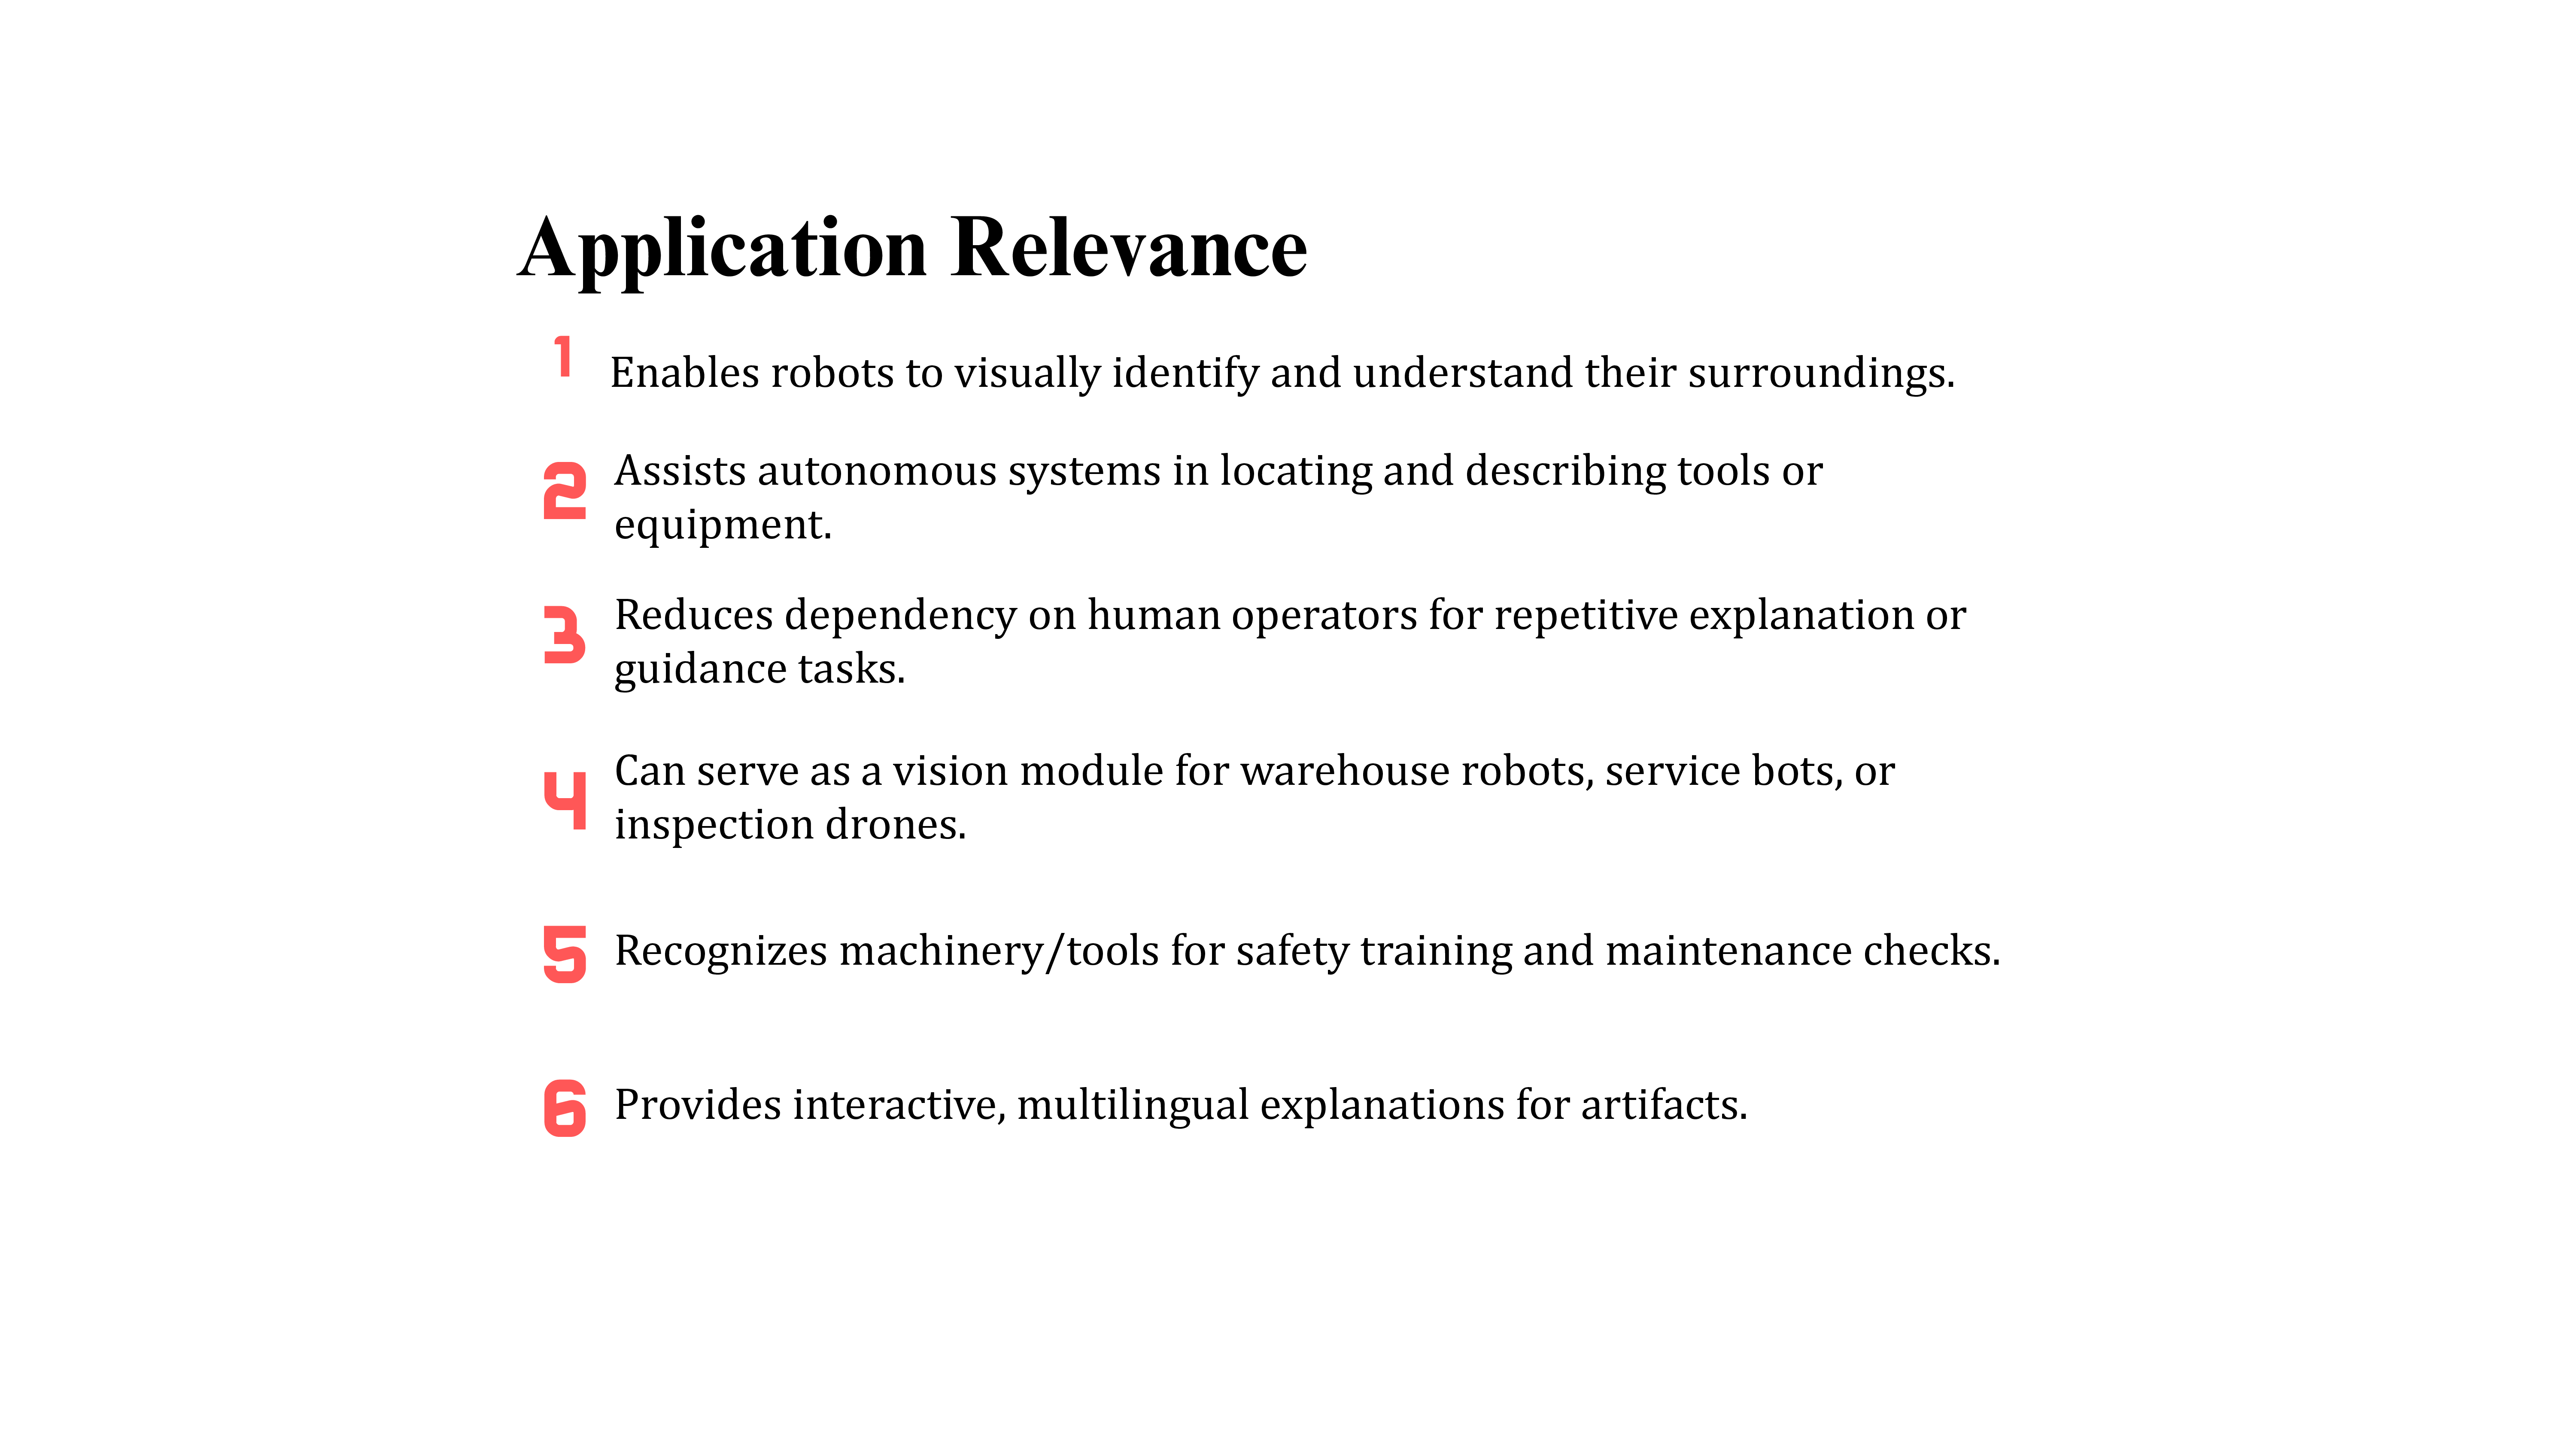 Application Relevance
1 Enables robots to visually identify and understand their surroundings.
2 Assists autonomous systems in locating and describing tools or
equipment.
3 Reduces dependency on human operators for repetitive explanation or
guidance tasks.
4 Can serve as a vision module for warehouse robots, service bots, or
inspection drones.
5 Recognizes machinery/tools for safety training and maintenance checks.
6 Provides interactive, multilingual explanations for artifacts.